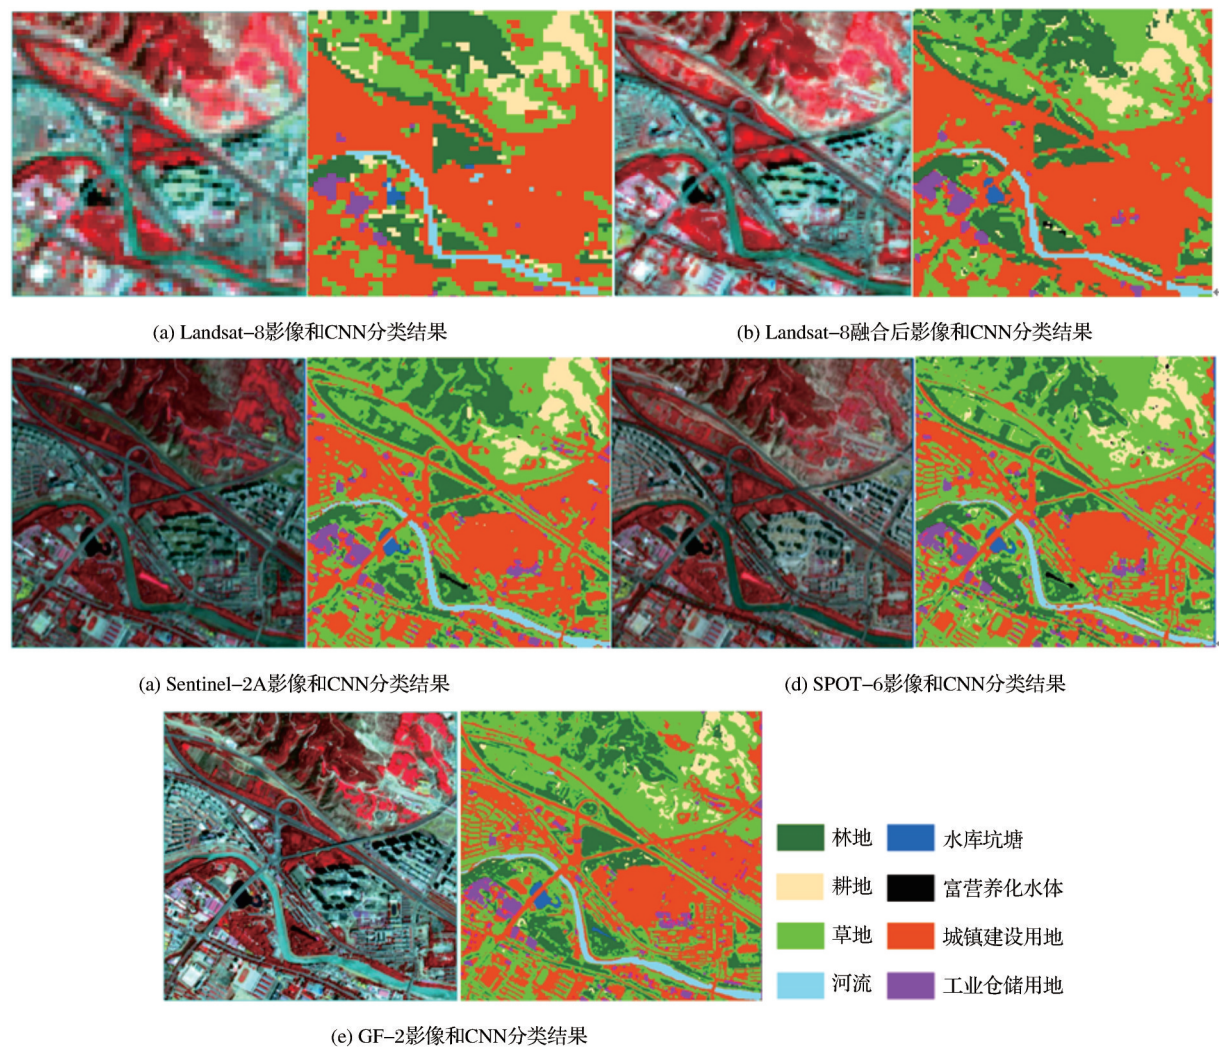 (a) Landsat-8影像和CNN分类结果
(b) Landsat-8融合后影像和CNN分类结果
(a) Sentinel-2A影像和CNN分类结果
(d) SPOT-6影像和CNN分类结果
林地
水库坑塘
耕地
富营养化水体
草地
城镇建设用地
河流
工业仓储用地
(e) GF-2影像和CNN分类结果